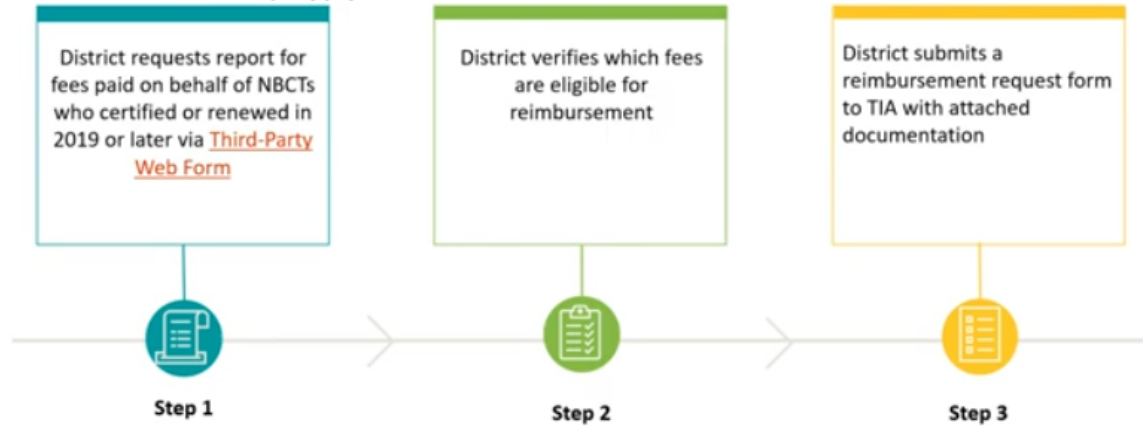 District requests report for
fees paid on behalf of NBCTs
who certified or renewed in
2019 or later via Third-Party
Web Form
District verifies which fees
are eligible for
reimbursement
District submits a
reimbursement request form
to TIA with attached
documentation
Step 1
Step 2
Step 3